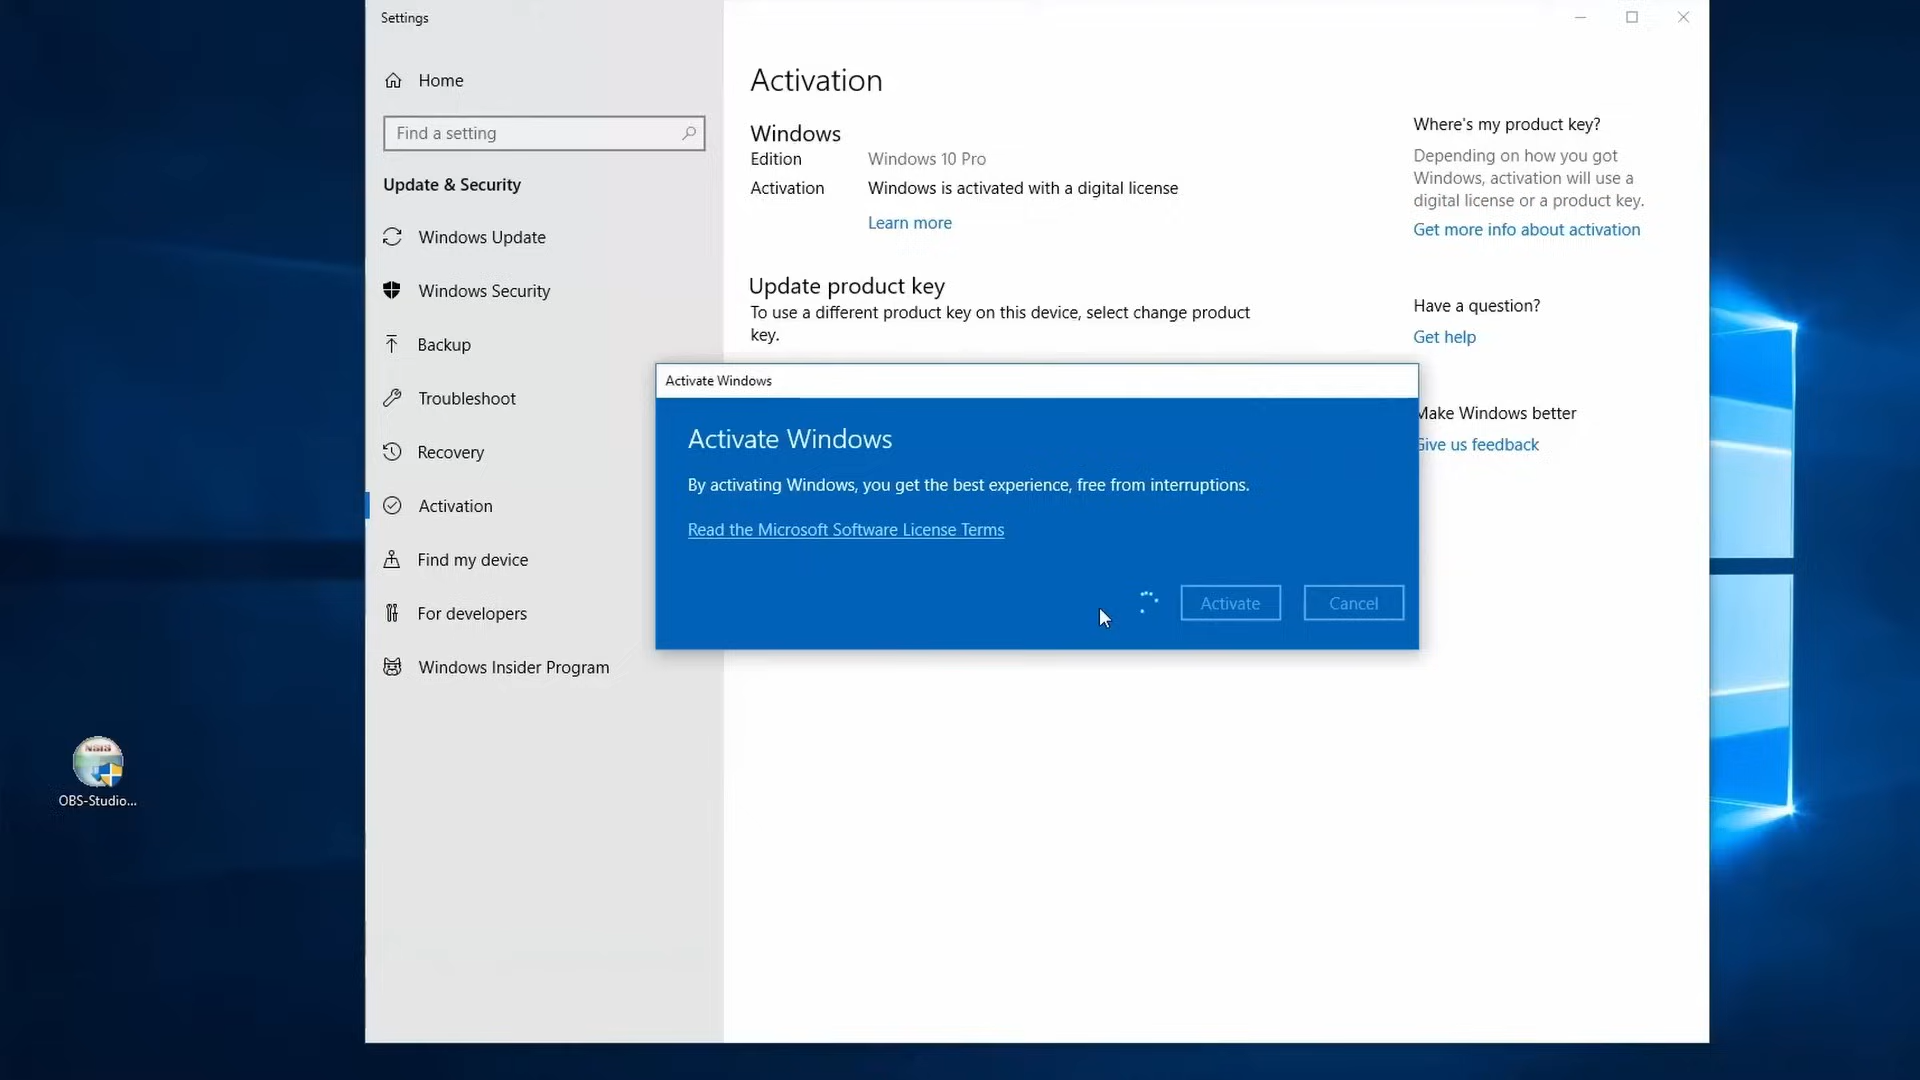 Settings
Home
Find a setting
Update & Security
Windows Update
Windows Security
Backup
Troubleshoot
Recovery
Activation
Find my device
For developers
Windows Insider Program
Activation
Windows
Edition Windows 10 Pro
Activation Windows is activated with a digital license
Learn more
Update product key
To use a different product key on this device, select change product
key.
Where's my product key?
Depending on how you got
Windows, activation will use a
digital license or a product key.
Get more info about activation
Have a question?
Get help
Make Windows better
Give us feedback
Activate Windows
Activate Windows
By activating Windows, you get the best experience, free from interruptions.
Read the Microsoft Software License Terms
Activate Cancel
NSIS
OBS-Studio...